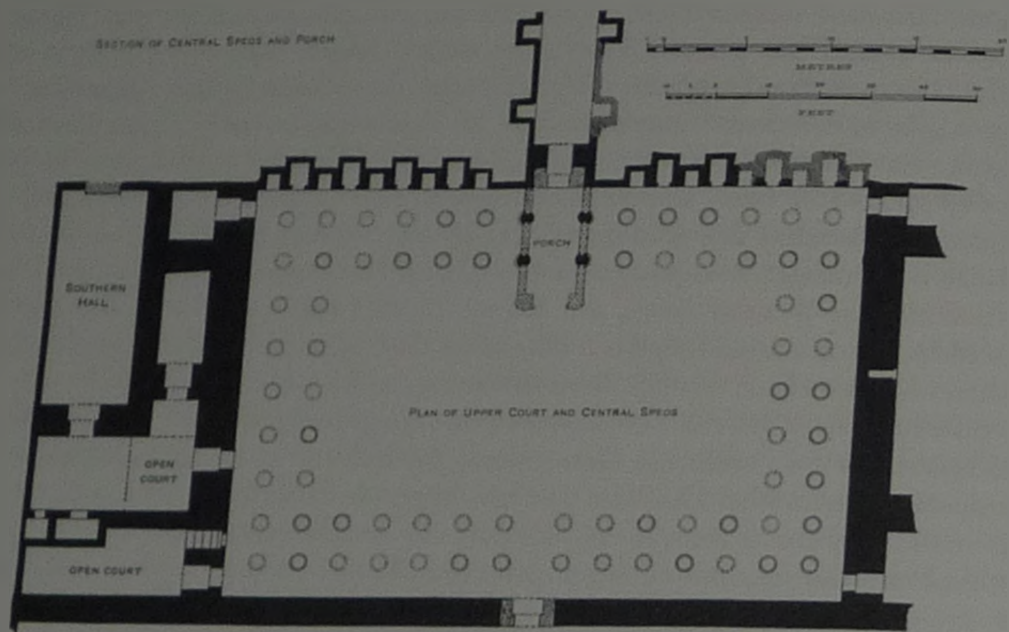 SECTION OF CENTRAL SPEOS AND PORCH
METRES
FEET
PORCH
SOUTHERN
HALL
PLAN OF UPPER COURT AND CENTRAL SPEOS
OPEN
COURT
OPEN COURT